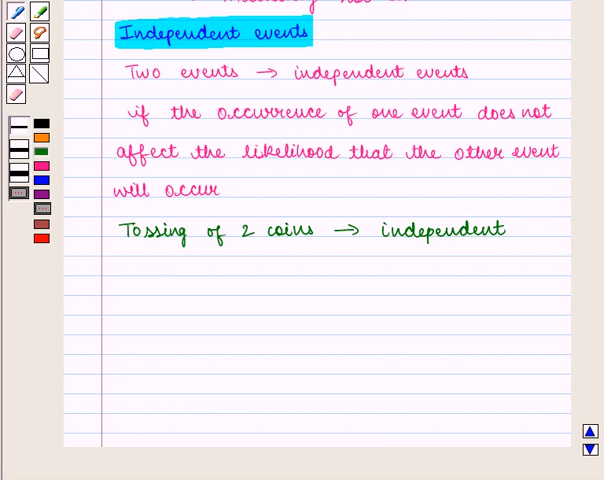 Independent events
Two events → independent events
if the occurrence of one event does not
affect the likelihood that the other event
will occur
Tossing of 2 coins → independent